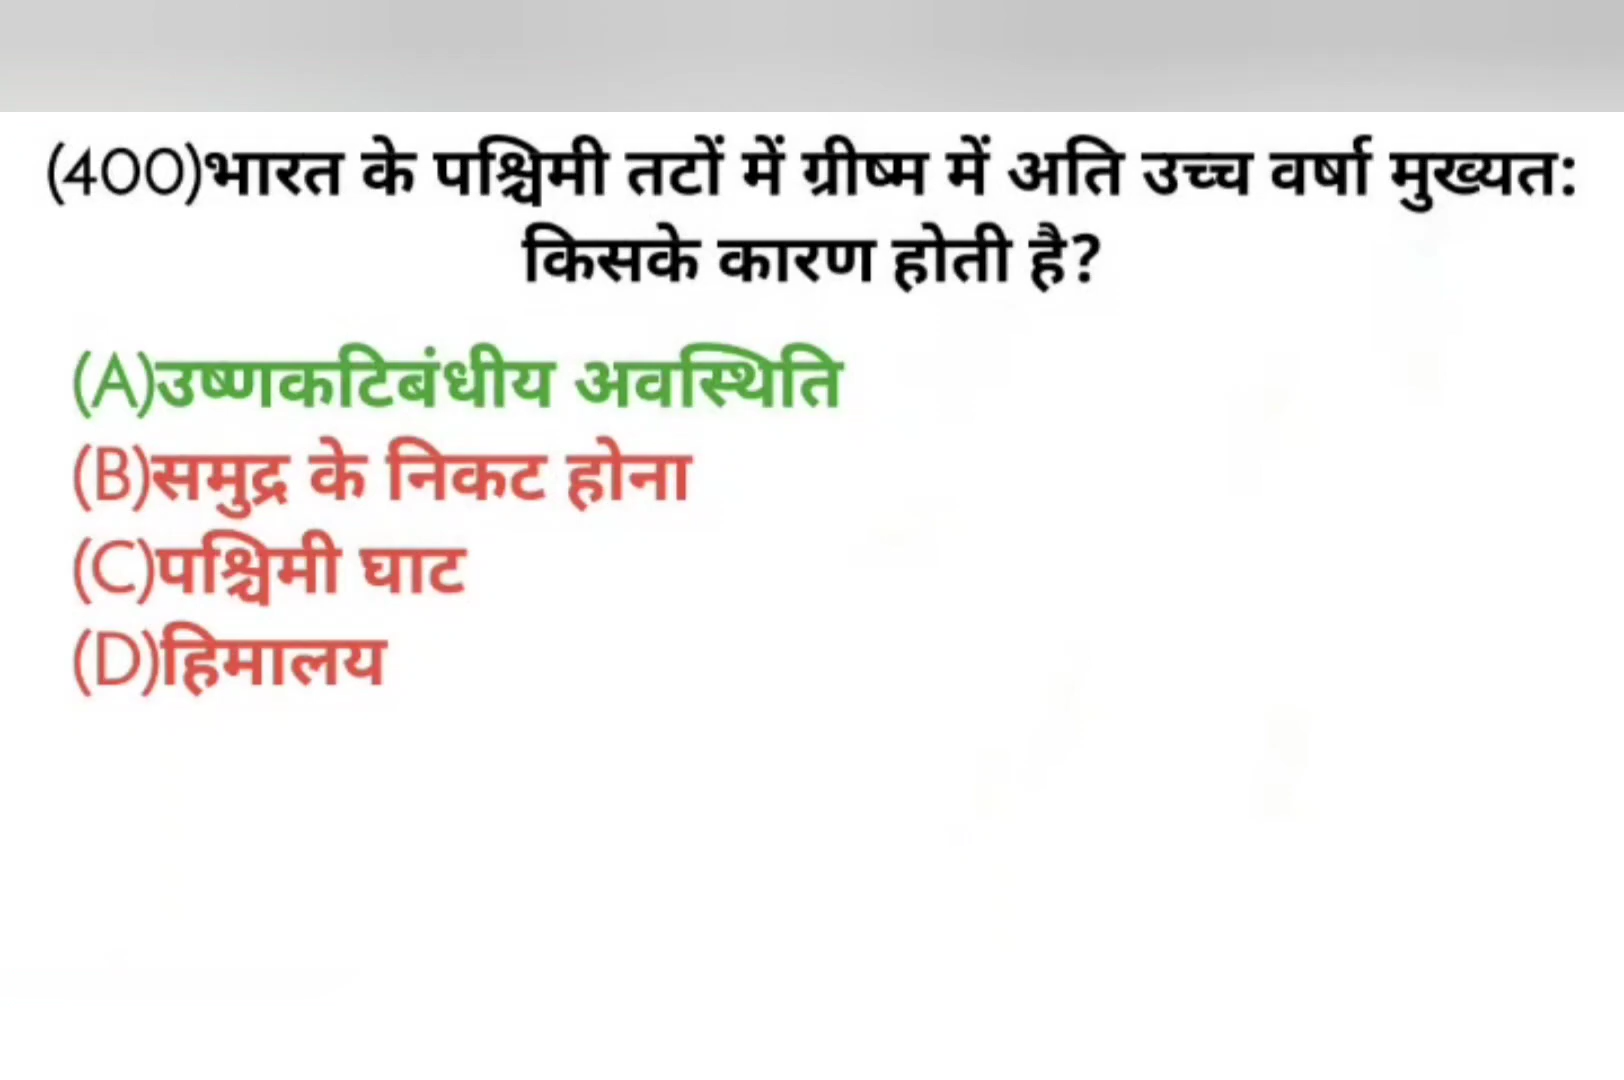 (400)भारत के पश्चिमी तटों में ग्रीष्म में अति उच्च वर्षा मुख्यत:
किसके कारण होती है?
(A)उष्णकटिबंधीय अवस्थिति
(B)समुद्र के निकट होना
(C)पश्चिमी घाट
(D)हिमालय